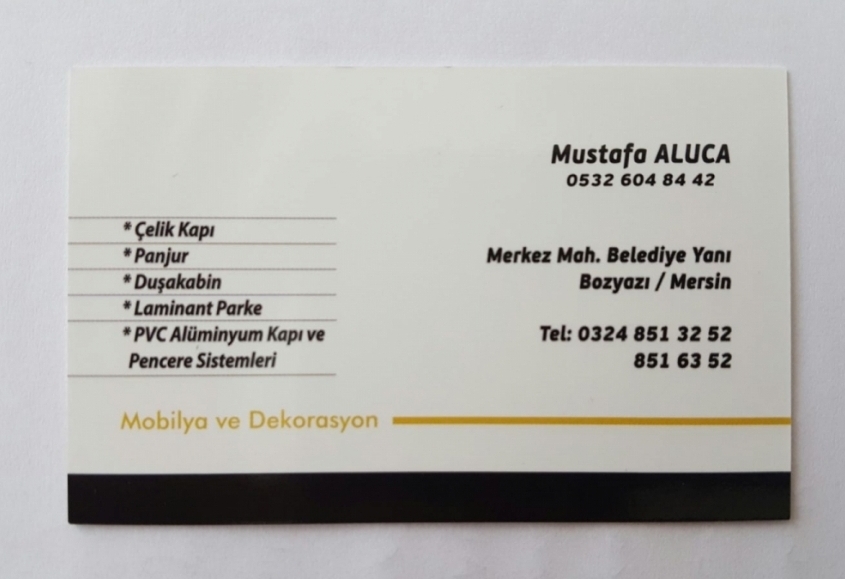 Mustafa ALUCA
0532 604 84 42
* Çelik Kapı
* Panjur
* Duşakabin
* Laminant Parke
* PVC Alüminyum Kapı ve
Pencere Sistemleri
Merkez Mah. Belediye Yanı
Bozyazı / Mersin
Tel: 0324 851 32 52
851 63 52
Mobilya ve Dekorasyon